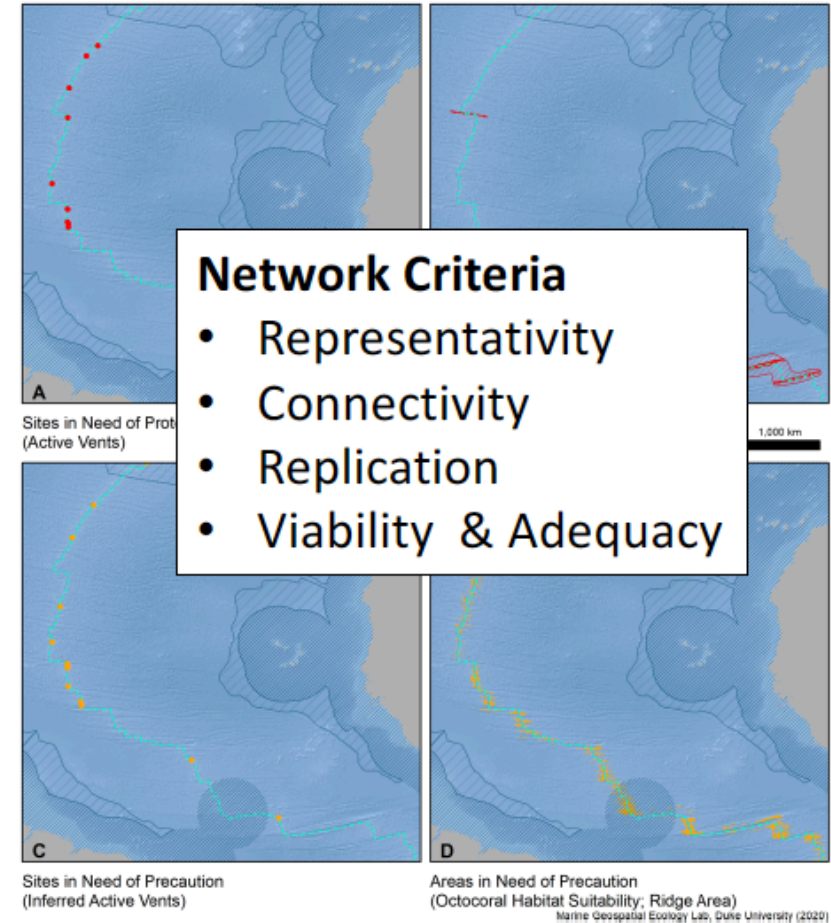 Network Criteria
• Representativity
• Connectivity
• Replication
• Viability & Adequacy
A
Sites in Need of Prot
(Active Vents)
1,000 km
C
D
Sites in Need of Precaution
(Inferred Active Vents)
Areas in Need of Precaution
(Octocoral Habitat Suitability; Ridge Area)
Marine Geospatial Ecology Lab, Duke University (2020)